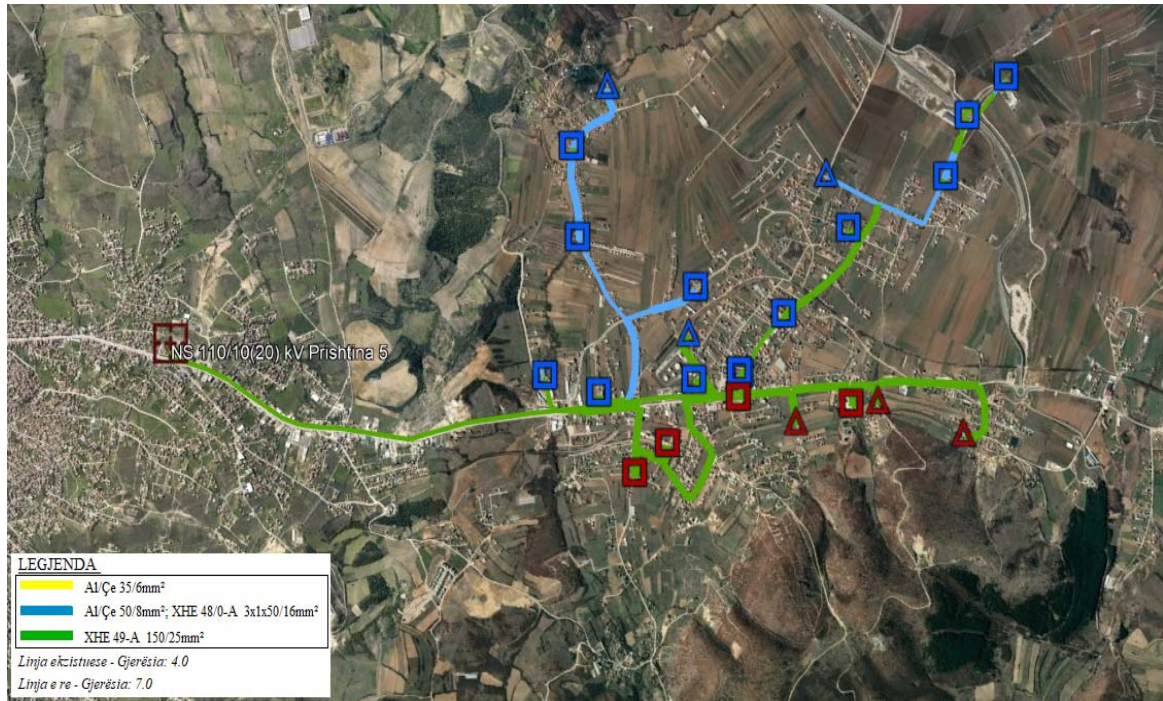 NS 110/10(20) kV Prishtina 5
LEGJENDA
Al/Çe 35/6mm²
Al/Çe 50/8mm²; XHE 48/0-A 3x1x50/16mm²
XHE 49-A 150/25mm²
Linja ekzistuese - Gjerësia: 4.0
Linja e re - Gjerësia: 7.0